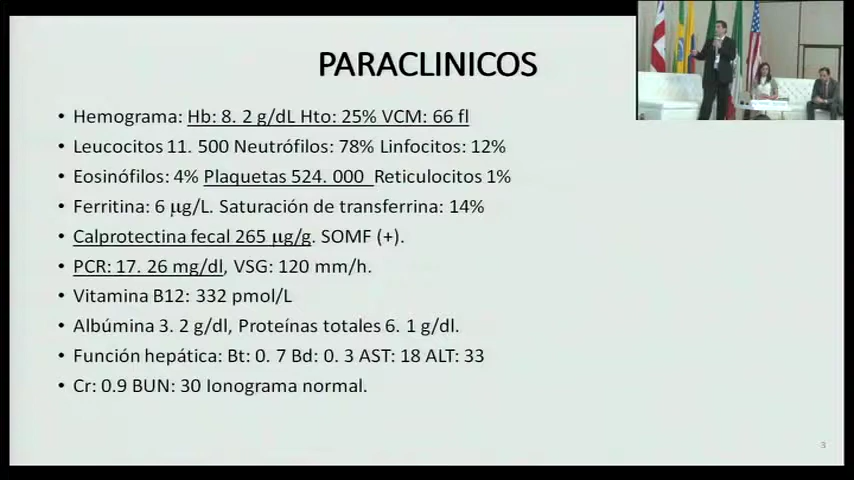 PARACLINICOS
• Hemograma: Hb: 8. 2 g/dL Hto: 25% VCM: 66 fl
• Leucocitos 11. 500 Neutrófilos: 78% Linfocitos: 12%
• Eosinófilos: 4% Plaquetas 524. 000 Reticulocitos 1%
• Ferritina: 6 µg/L. Saturación de transferrina: 14%
• Calprotectina fecal 265 µg/g. SOMF (+).
• PCR: 17. 26 mg/dl, VSG: 120 mm/h.
• Vitamina B12: 332 pmol/L
• Albúmina 3. 2 g/dl, Proteínas totales 6. 1 g/dl.
• Función hepática: Bt: 0. 7 Bd: 0. 3 AST: 18 ALT: 33
• Cr: 0.9 BUN: 30 Ionograma normal.
3